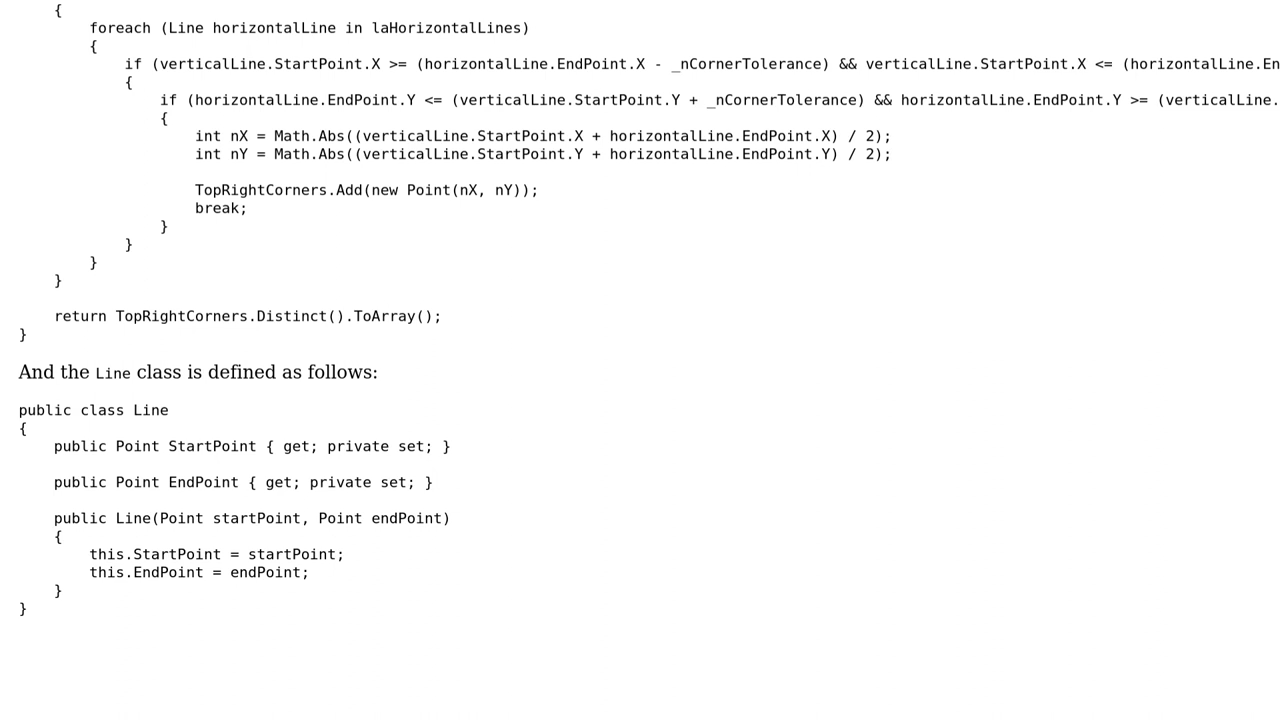 {
foreach (Line horizontalLine in laHorizontalLines)
{
if (verticalLine.StartPoint.X >= (horizontalLine.EndPoint.X - _nCornerTolerance) && verticalLine.StartPoint.X <= (horizontalLine.En
{
if (horizontalLine.EndPoint.Y <= (verticalLine.StartPoint.Y + _nCornerTolerance) && horizontalLine.EndPoint.Y >= (verticalLine.
{
int nX = Math.Abs((verticalLine.StartPoint.X + horizontalLine.EndPoint.X) / 2);
int nY = Math.Abs((verticalLine.StartPoint.Y + horizontalLine.EndPoint.Y) / 2);
TopRightCorners.Add(new Point(nX, nY));
break;
}
}
}
}
return TopRightCorners.Distinct().ToArray();
}
And the Line class is defined as follows:
public class Line
{
public Point StartPoint { get; private set; }
public Point EndPoint { get; private set; }
public Line(Point startPoint, Point endPoint)
{
this.StartPoint = startPoint;
this.EndPoint = endPoint;
}
}